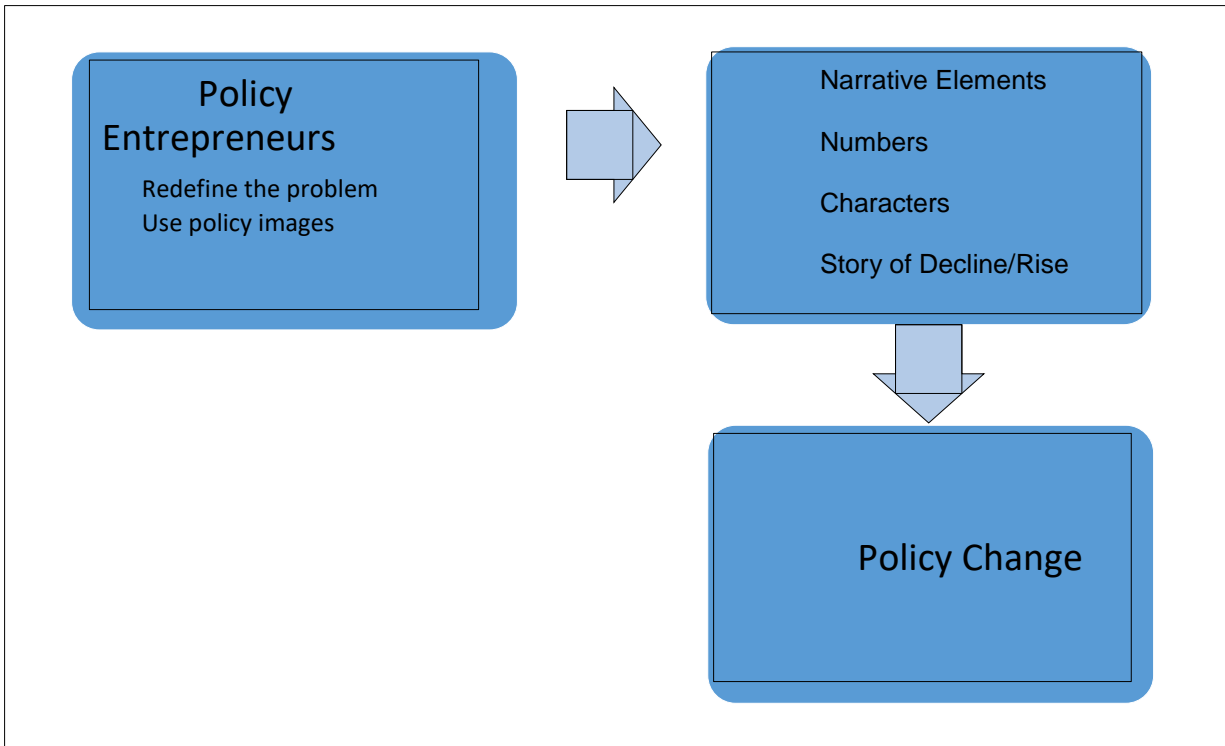 Policy
Entrepreneurs
Redefine the problem
Use policy images
Narrative Elements
Numbers
Characters
Story of Decline/Rise
Policy Change